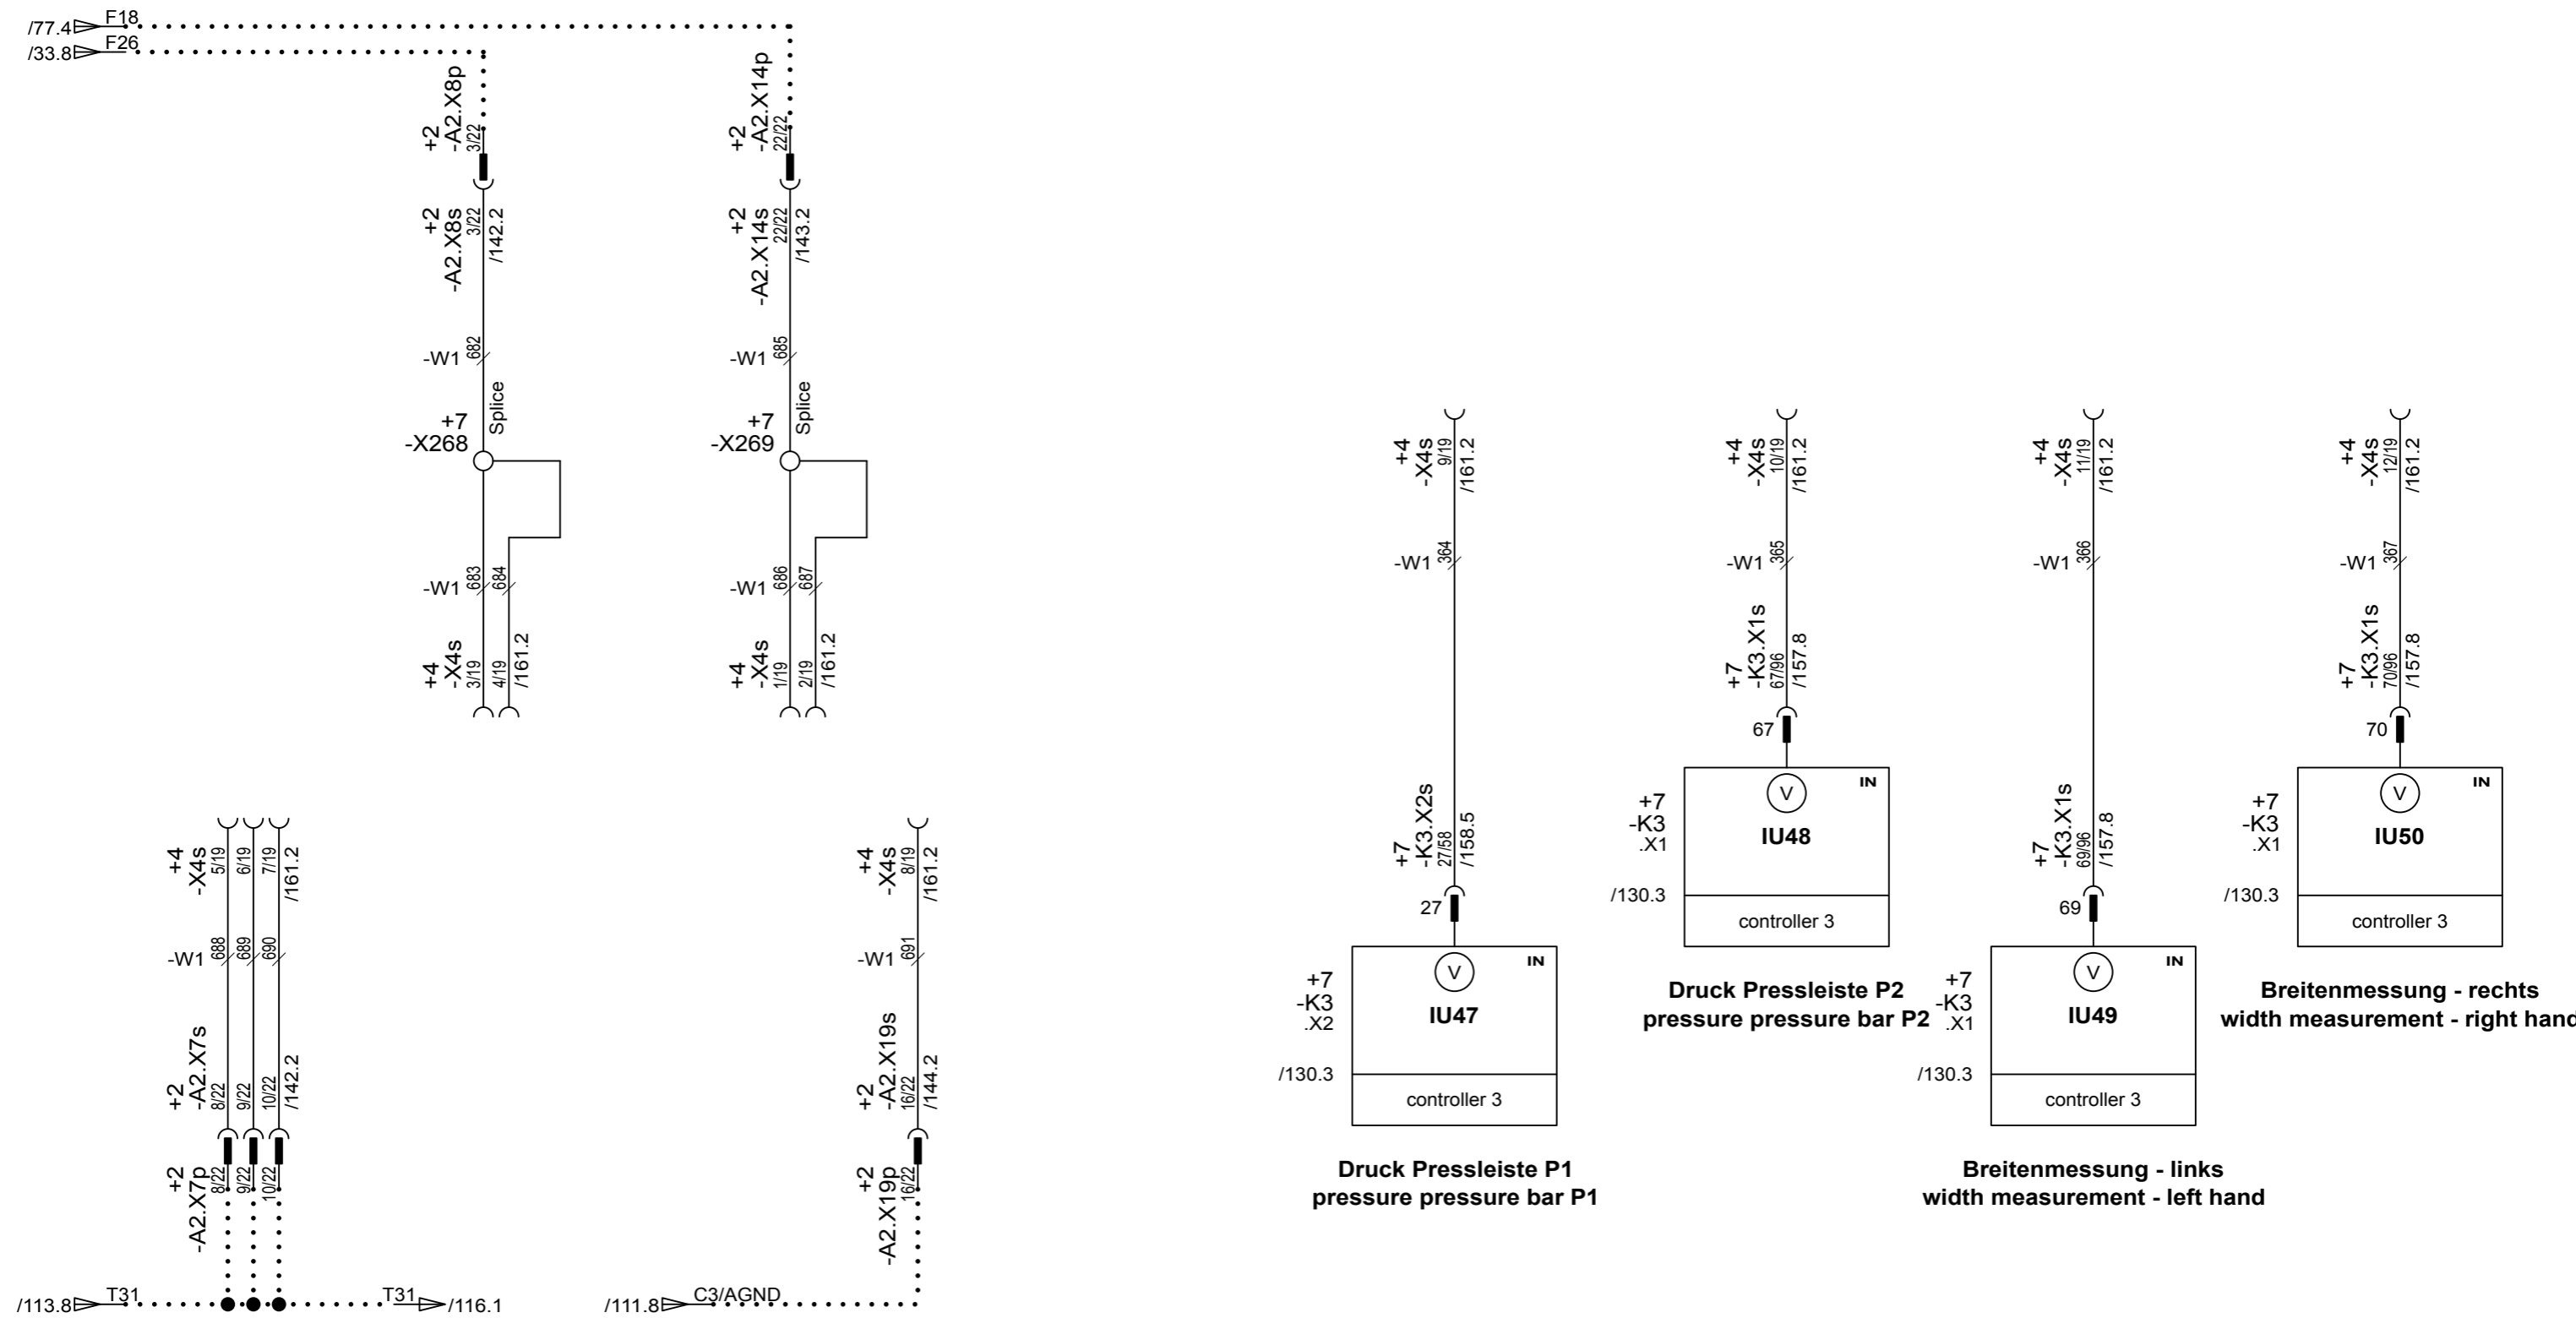 /77.4 F18
/33.8 F26
+2
-A2.X8p
3/22
+2
-A2.X14p
22/22
+2
-A2.X8s
3/22
/142.2
+2
-A2.X14s
22/22
/143.2
-W1 682
-W1 685
Splice
Splice
+7
-X268
+7
-X269
-W1 683 684
-W1 686 687
+4
-X4s
3/19
4/19
/161.2
+4
-X4s
1/19
2/19
/161.2
+4
-X4s
9/19
/161.2
+4
-X4s
10/19
/161.2
+4
-X4s
11/19
/161.2
+4
-X4s
12/19
/161.2
-W1 364
-W1 365
-W1 366
-W1 367
+7
-K3.X1s
67/96
/157.8
+7
-K3.X1s
70/96
/157.8
67
70
+7
-K3.X2s
27/58
/158.5
+7
-K3.X1s
69/96
/157.8
27
69
+7
-K3
.X1
/130.3
V
IN
IU48
controller 3
Druck Pressleiste P2
pressure pressure bar P2
+7
-K3
.X1
/130.3
V
IN
IU50
controller 3
Breitenmessung - rechts
width measurement - right hand
+7
-K3
.X2
/130.3
V
IN
IU47
controller 3
Druck Pressleiste P1
pressure pressure bar P1
+7
-K3
.X1
/130.3
V
IN
IU49
controller 3
Breitenmessung - links
width measurement - left hand
+4
-X4s
5/19
6/19
7/19
/161.2
+4
-X4s
8/19
/161.2
-W1 688 689 690
-W1 691
+2
-A2.X7s
8/22
9/22
10/22
/142.2
+2
-A2.X19s
16/22
/144.2
+2
-A2.X7p
8/22
9/22
10/22
+2
-A2.X19p
16/22
/113.8 T31
T31 /116.1
/111.8 C3/AGND